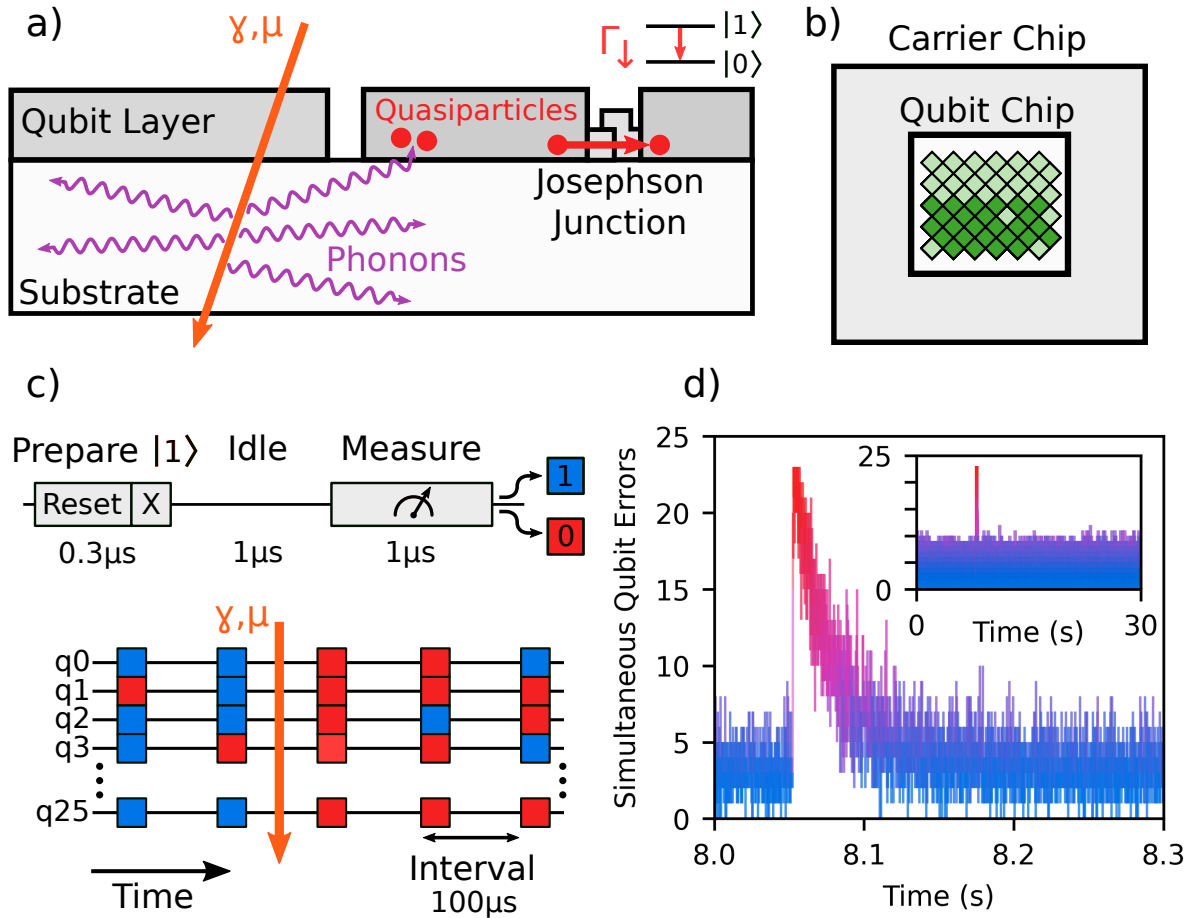 a)
ɣ,μ
Γ↓
|1⟩
|0⟩
Qubit Layer
Quasiparticles
Josephson
Junction
Phonons
Substrate
b)
Carrier Chip
Qubit Chip
c)
Prepare |1⟩ Idle Measure
Reset X
1
0
0.3μs 1μs 1μs
ɣ,μ
q0
q1
q2
q3
q25
Time
Interval
100μs
d)
Simultaneous Qubit Errors
25
20
15
10
5
0
8.0 8.1 8.2 8.3
Time (s)
25
0
0 30
Time (s)